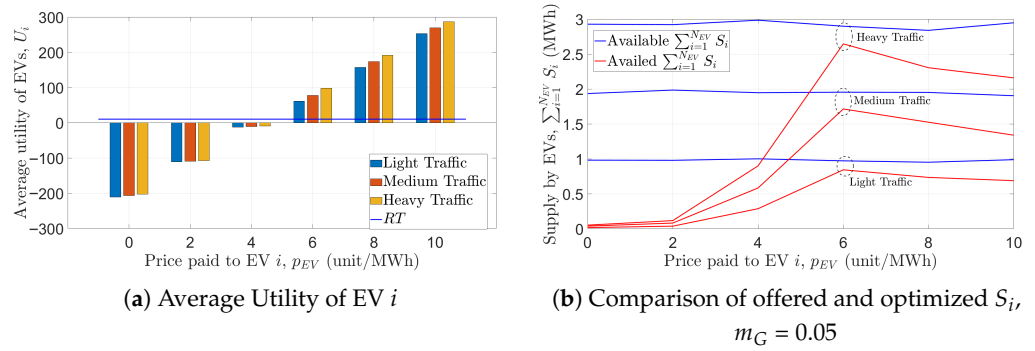 Average utility of EVs, U_i
300
200
100
0
−100
−200
−300
0 2 4 6 8 10
Light Traffic
Medium Traffic
Heavy Traffic
RT
Price paid to EV i, p_EV (unit/MWh)
(a) Average Utility of EV i
Supply by EVs, ∑_{i=1}^{N_EV} S_i (MWh)
3
2.5
2
1.5
1
0.5
0
0 2 4 6 8 10
Available ∑_{i=1}^{N_EV} S_i
Availed ∑_{i=1}^{N_EV} S_i
Heavy Traffic
Medium Traffic
Light Traffic
Price paid to EV i, p_EV (unit/MWh)
(b) Comparison of offered and optimized S_i,
m_G = 0.05